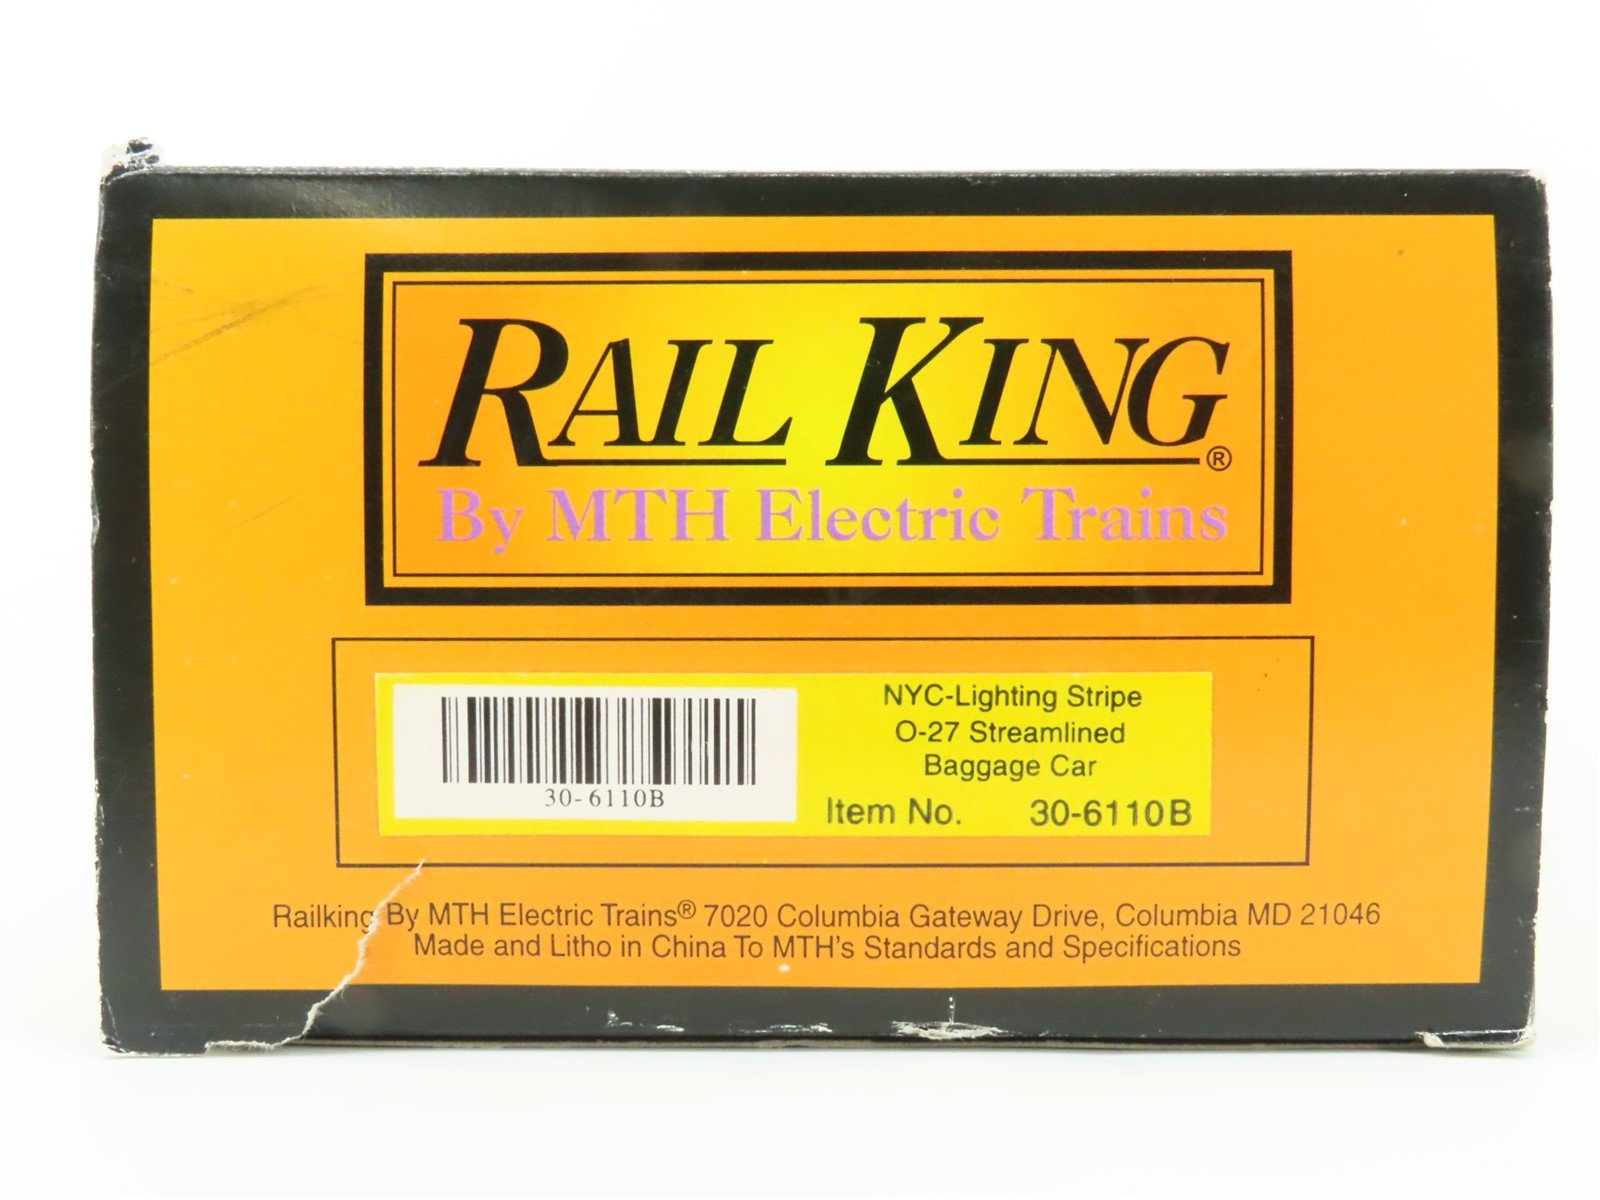 RAIL KING®
By MTH Electric Trains
NYC-Lighting Stripe
O-27 Streamlined
Baggage Car
30-6110B
Item No. 30-6110B
Railking By MTH Electric Trains® 7020 Columbia Gateway Drive, Columbia MD 21046
Made and Litho in China To MTH's Standards and Specifications